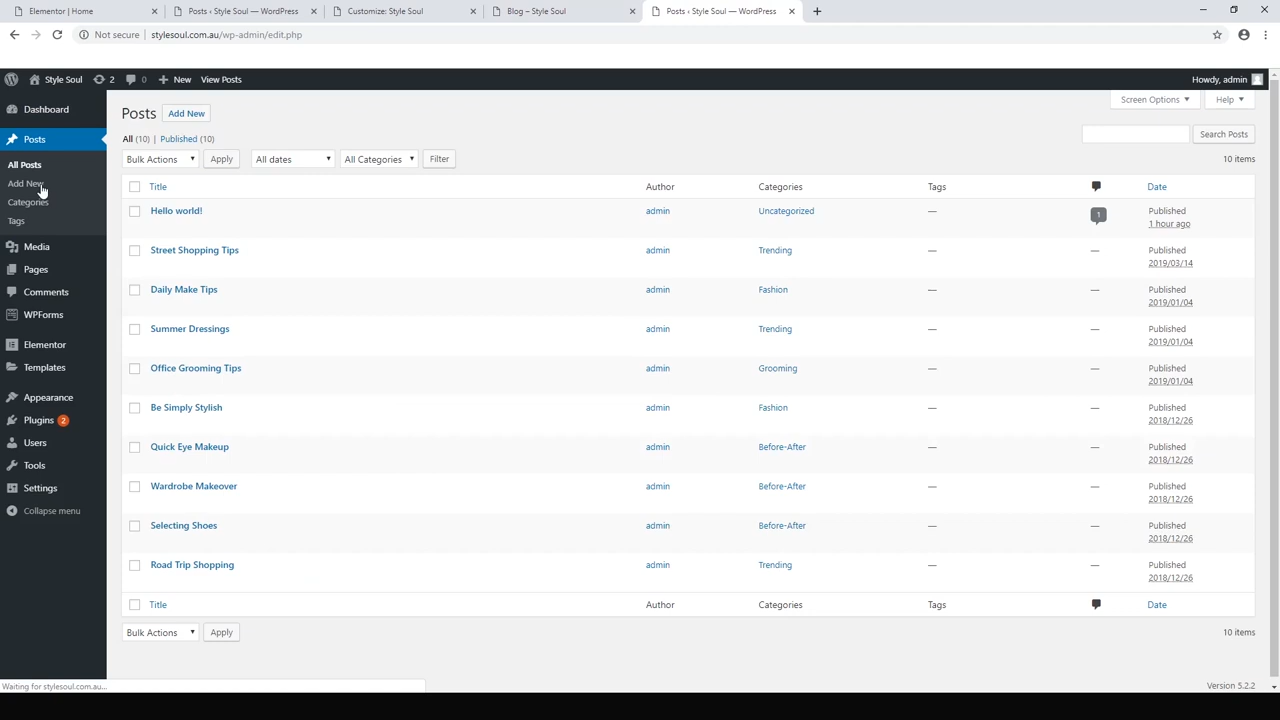 Elementor | Home
Posts ‹ Style Soul — WordPress
Customize: Style Soul
Blog – Style Soul
Posts ‹ Style Soul — WordPress
Not secure | stylesoul.com.au/wp-admin/edit.php
Style Soul 2 0 New View Posts Howdy, admin
Dashboard
Posts
All Posts
Add New
Categories
Tags
Media
Pages
Comments
WPForms
Elementor
Templates
Appearance
Plugins 2
Users
Tools
Settings
Collapse menu
Posts Add New
Screen Options Help
All (10) | Published (10)
Search Posts
Bulk Actions Apply All dates All Categories Filter 10 items
Title Author Categories Tags Date
Hello world! admin Uncategorized — 1 Published
1 hour ago
Street Shopping Tips admin Trending — — Published
2019/03/14
Daily Make Tips admin Fashion — — Published
2019/01/04
Summer Dressings admin Trending — — Published
2019/01/04
Office Grooming Tips admin Grooming — — Published
2019/01/04
Be Simply Stylish admin Fashion — — Published
2018/12/26
Quick Eye Makeup admin Before-After — — Published
2018/12/26
Wardrobe Makeover admin Before-After — — Published
2018/12/26
Selecting Shoes admin Before-After — — Published
2018/12/26
Road Trip Shopping admin Trending — — Published
2018/12/26
Title Author Categories Tags Date
Bulk Actions Apply 10 items
Waiting for stylesoul.com.au...
Version 5.2.2